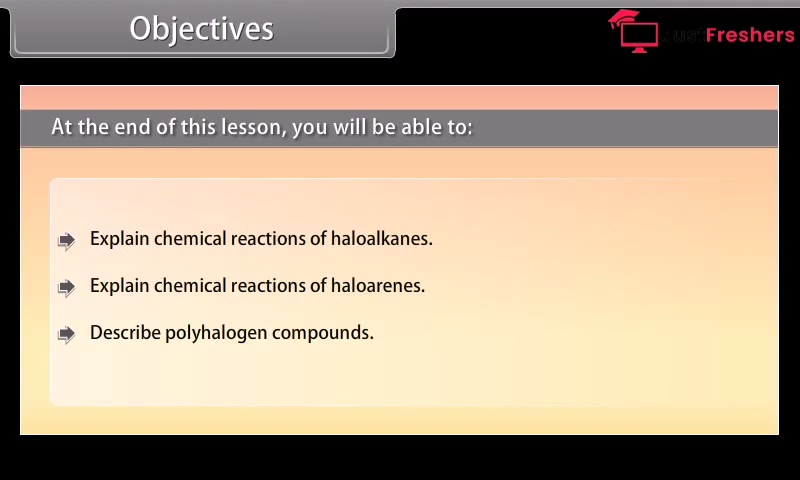 Objectives
Just Freshers
At the end of this lesson, you will be able to:
Explain chemical reactions of haloalkanes.
Explain chemical reactions of haloarenes.
Describe polyhalogen compounds.